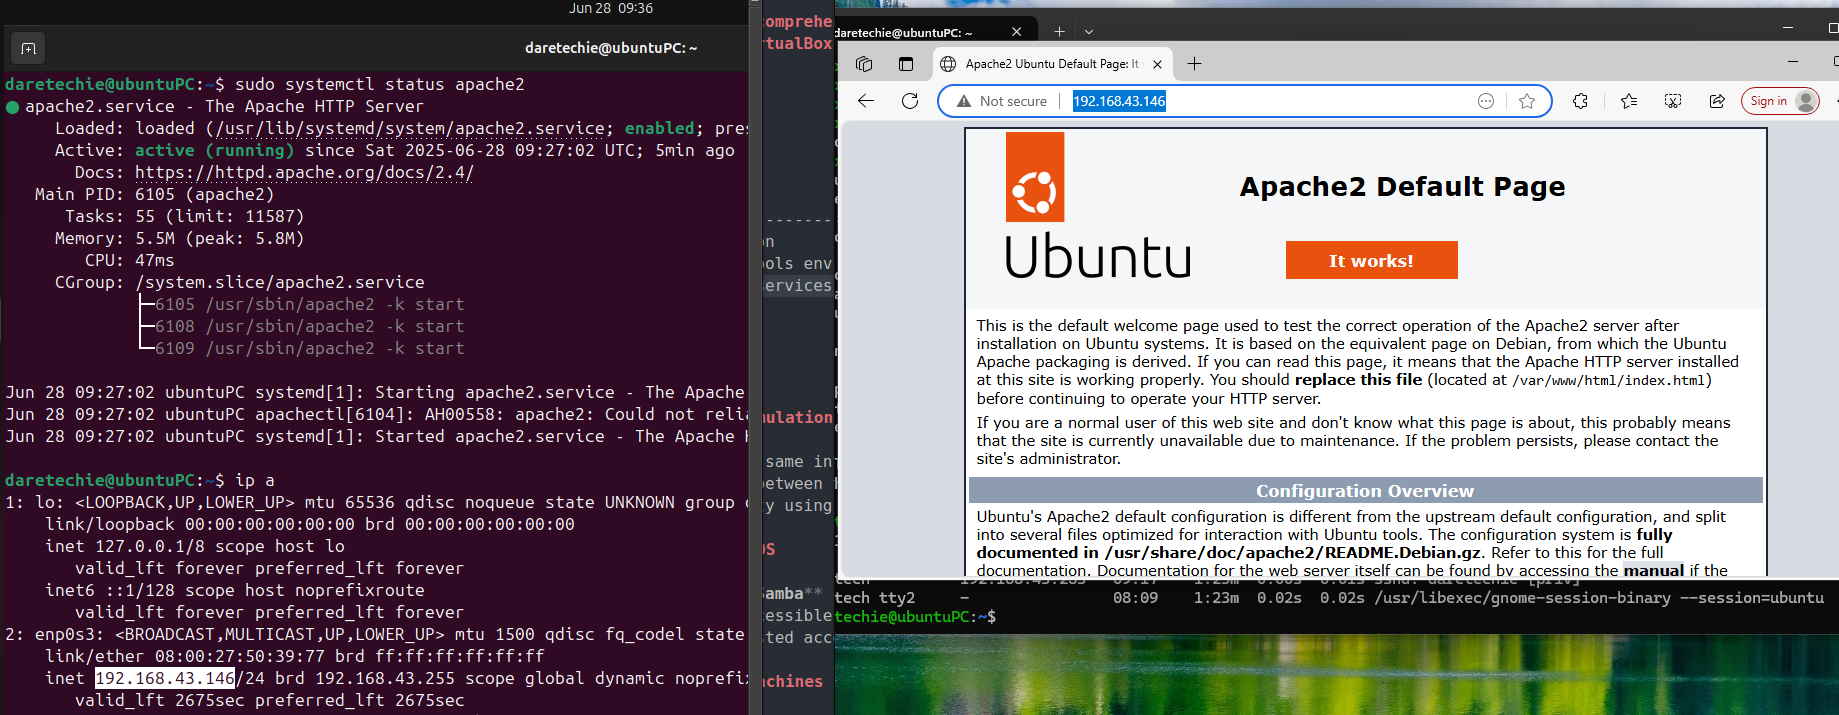 Jun 28 09:36
daretechie@ubuntuPC: ~
daretechie@ubuntuPC:~$ sudo systemctl status apache2
apache2.service - The Apache HTTP Server
Loaded: loaded (/usr/lib/systemd/system/apache2.service; enabled; pres
Active: active (running) since Sat 2025-06-28 09:27:02 UTC; 5min ago
Docs: https://httpd.apache.org/docs/2.4/
Main PID: 6105 (apache2)
Tasks: 55 (limit: 11587)
Memory: 5.5M (peak: 5.8M)
CPU: 47ms
CGroup: /system.slice/apache2.service
├─6105 /usr/sbin/apache2 -k start
├─6108 /usr/sbin/apache2 -k start
└─6109 /usr/sbin/apache2 -k start
Jun 28 09:27:02 ubuntuPC systemd[1]: Starting apache2.service - The Apache
Jun 28 09:27:02 ubuntuPC apachectl[6104]: AH00558: apache2: Could not relia
Jun 28 09:27:02 ubuntuPC systemd[1]: Started apache2.service - The Apache H
daretechie@ubuntuPC:~$ ip a
1: lo: <LOOPBACK,UP,LOWER_UP> mtu 65536 qdisc noqueue state UNKNOWN group d
link/loopback 00:00:00:00:00:00 brd 00:00:00:00:00:00
inet 127.0.0.1/8 scope host lo
valid_lft forever preferred_lft forever
inet6 ::1/128 scope host noprefixroute
valid_lft forever preferred_lft forever
2: enp0s3: <BROADCAST,MULTICAST,UP,LOWER_UP> mtu 1500 qdisc fq_codel state
link/ether 08:00:27:50:39:77 brd ff:ff:ff:ff:ff:ff
inet 192.168.43.146/24 brd 192.168.43.255 scope global dynamic noprefix
valid_lft 2675sec preferred_lft 2675sec
comprehe
rtualBox
--------
on
ools env
services
mulation
same in
between
ty using
OS
Samba**
cessible
ted acc
achines
daretechie@ubuntuPC: ~
Apache2 Ubuntu Default Page: It
Not secure
192.168.43.146
Sign in
Ubuntu
Apache2 Default Page
It works!
This is the default welcome page used to test the correct operation of the Apache2 server after
installation on Ubuntu systems. It is based on the equivalent page on Debian, from which the Ubuntu
Apache packaging is derived. If you can read this page, it means that the Apache HTTP server installed
at this site is working properly. You should replace this file (located at /var/www/html/index.html)
before continuing to operate your HTTP server.
If you are a normal user of this web site and don't know what this page is about, this probably means
that the site is currently unavailable due to maintenance. If the problem persists, please contact the
site's administrator.
Configuration Overview
Ubuntu's Apache2 default configuration is different from the upstream default configuration, and split
into several files optimized for interaction with Ubuntu tools. The configuration system is fully
documented in /usr/share/doc/apache2/README.Debian.gz. Refer to this for the full
documentation. Documentation for the web server itself can be found by accessing the manual if the
tech tty2 - 08:09 1:23m 0.02s 0.02s /usr/libexec/gnome-session-binary --session=ubuntu
techie@ubuntuPC:~$